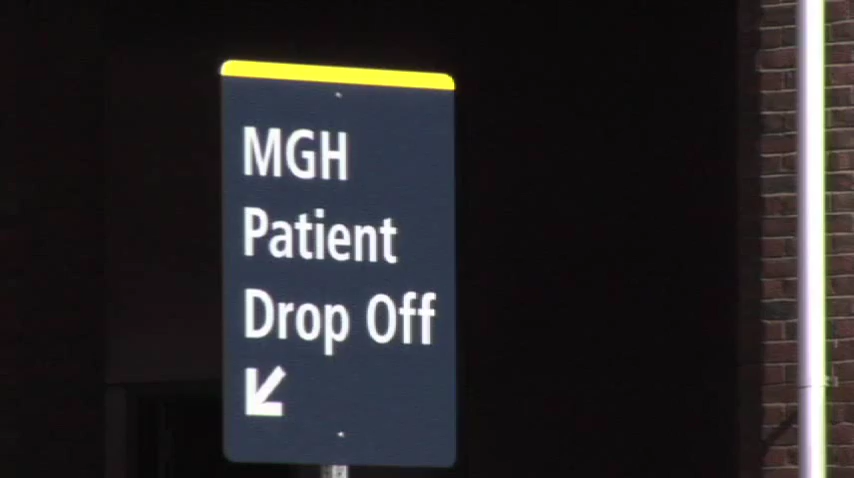 MGH
Patient
Drop Off
↙